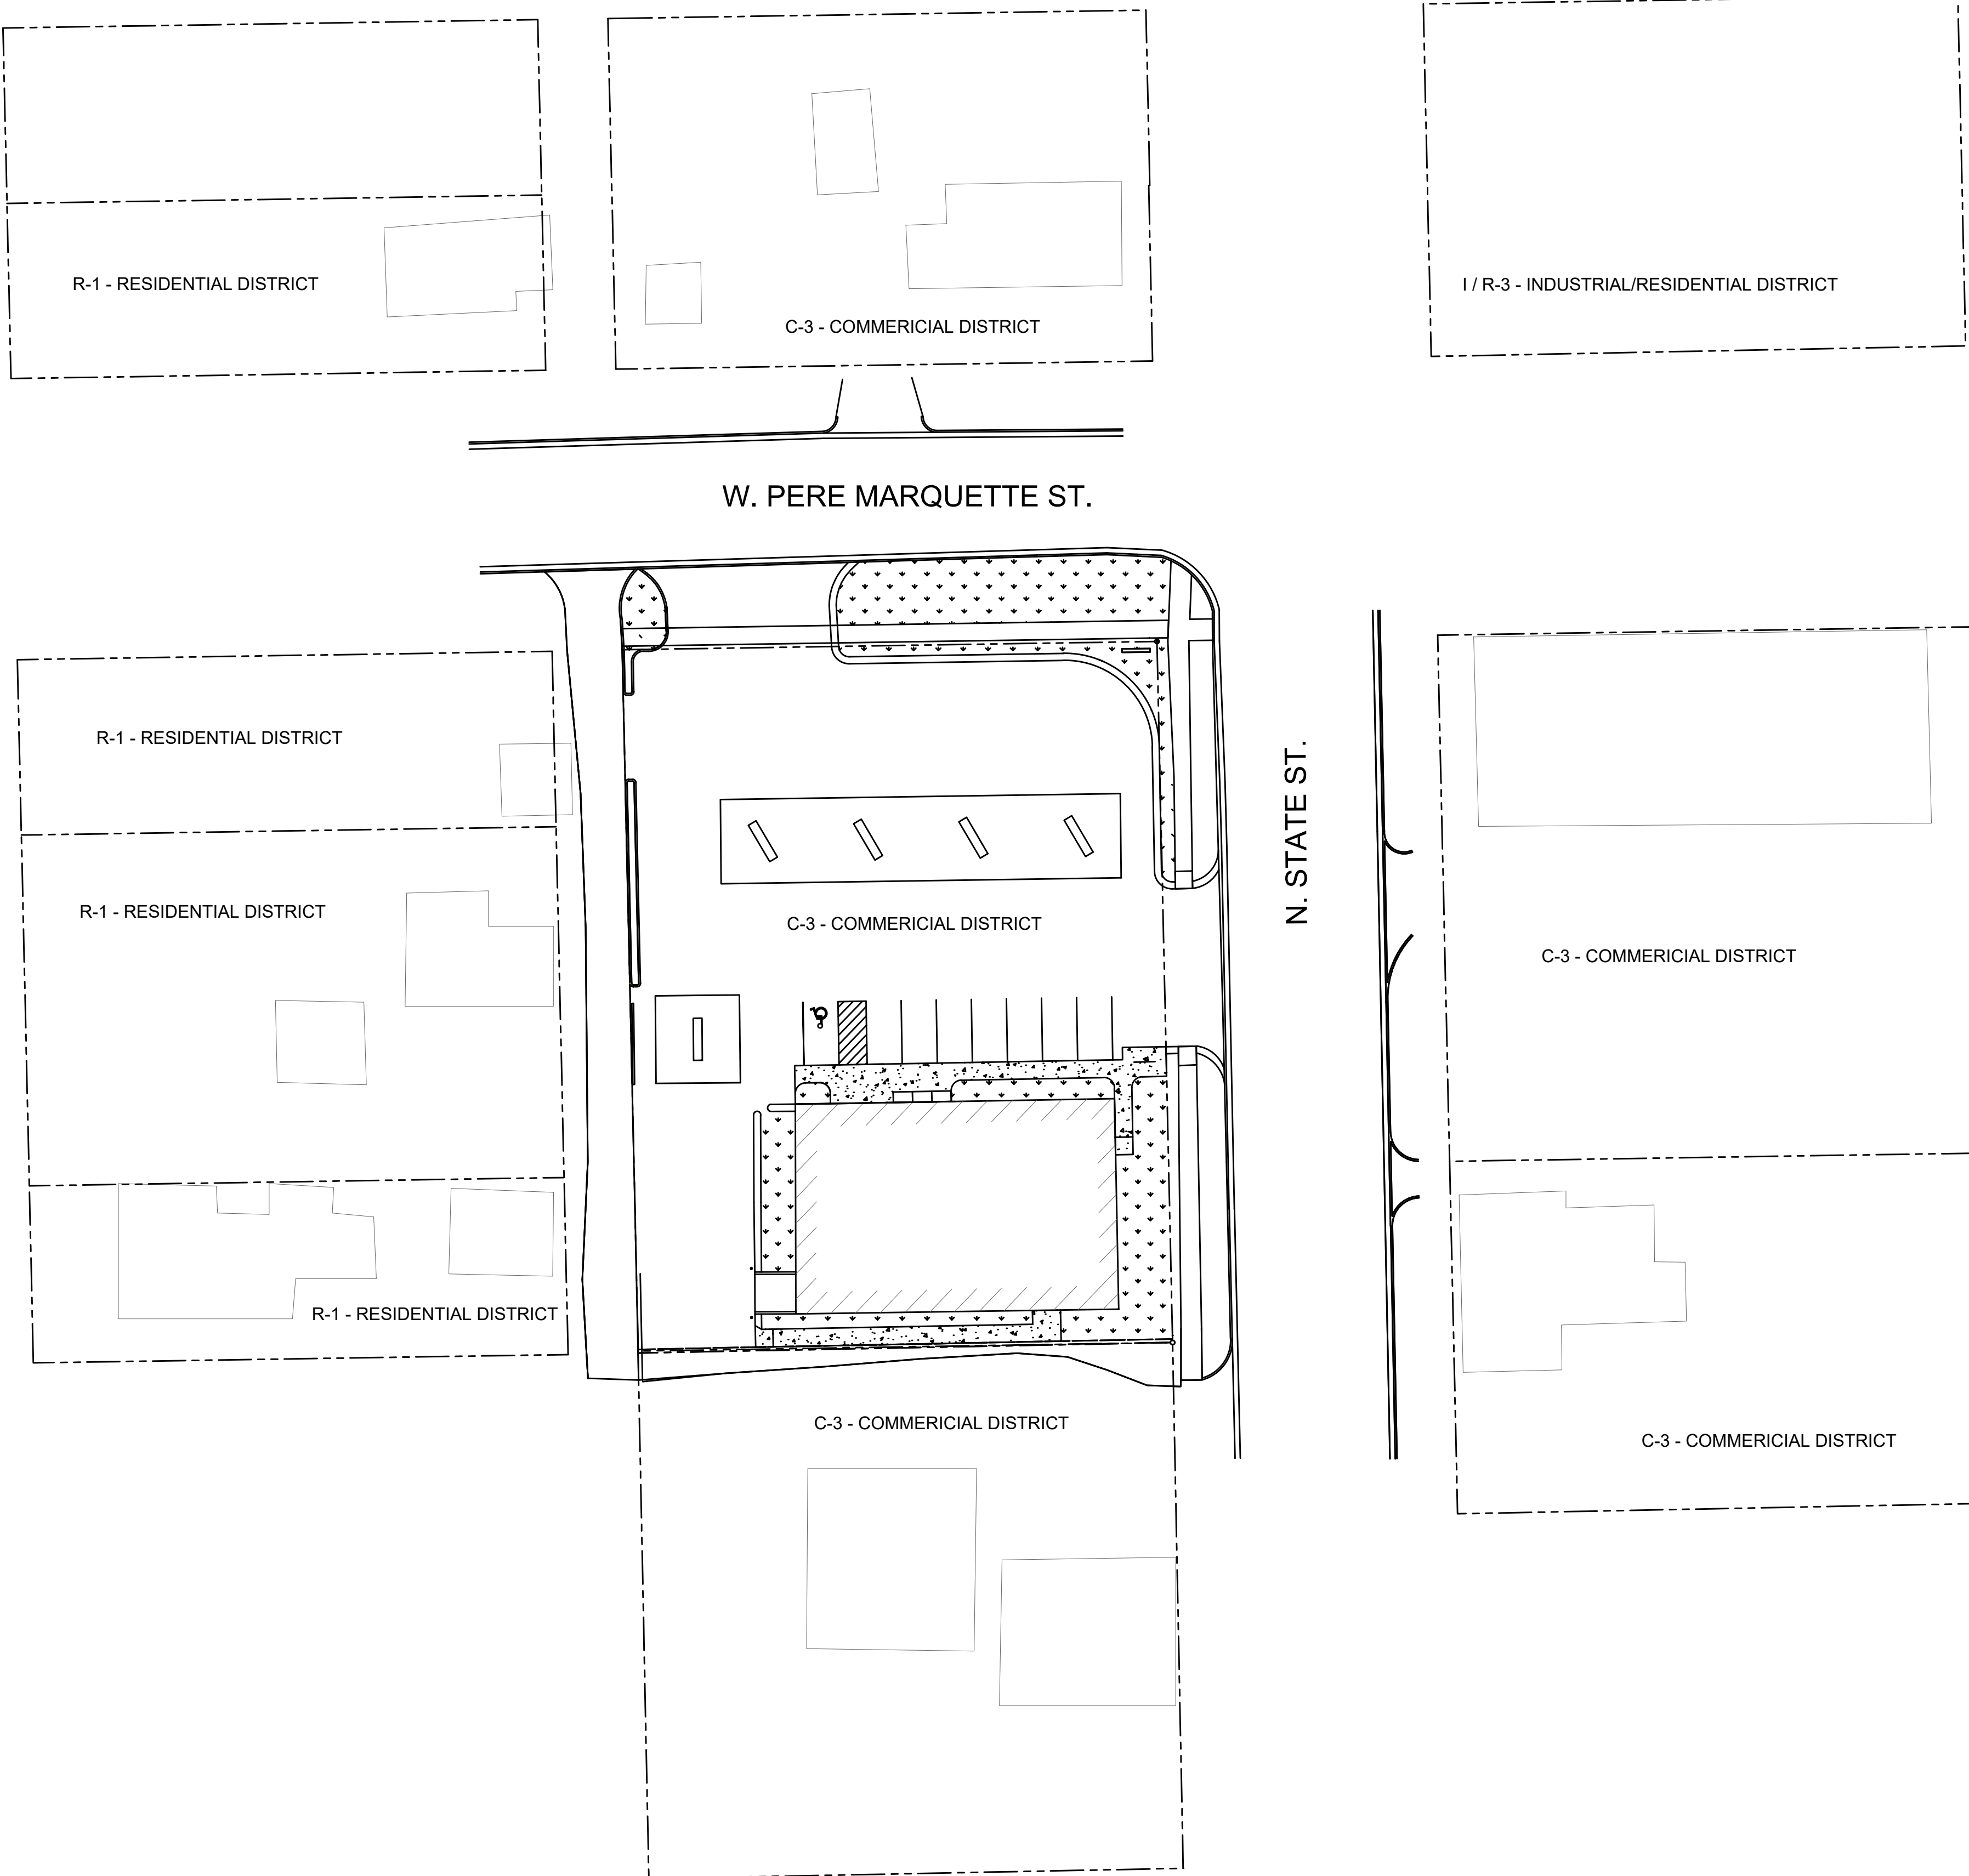 R-1 - RESIDENTIAL DISTRICT
I / R-3 - INDUSTRIAL/RESIDENTIAL DISTRICT
C-3 - COMMERICIAL DISTRICT
W. PERE MARQUETTE ST.
R-1 - RESIDENTIAL DISTRICT
N. STATE ST.
R-1 - RESIDENTIAL DISTRICT
C-3 - COMMERICIAL DISTRICT
C-3 - COMMERICIAL DISTRICT
R-1 - RESIDENTIAL DISTRICT
C-3 - COMMERICIAL DISTRICT
C-3 - COMMERICIAL DISTRICT